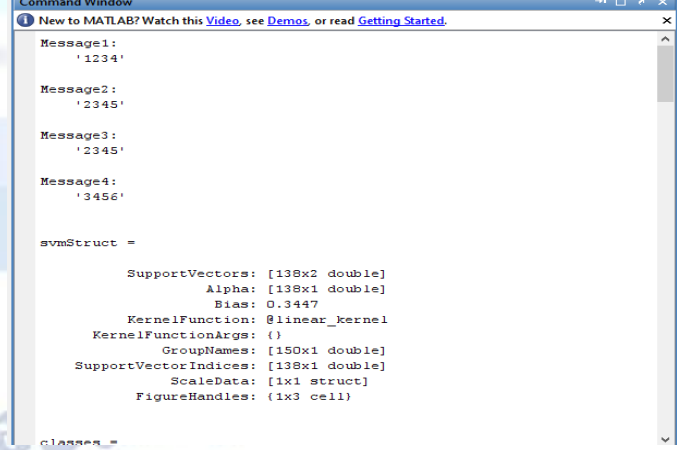 Command Window
New to MATLAB? Watch this Video, see Demos, or read Getting Started.
Message1:
'1234'
Message2:
'2345'
Message3:
'2345'
Message4:
'3456'
svmStruct =
SupportVectors: [138x2 double]
Alpha: [138x1 double]
Bias: 0.3447
KernelFunction: @linear_kernel
KernelFunctionArgs: {}
GroupNames: [150x1 double]
SupportVectorIndices: [138x1 double]
ScaleData: [1x1 struct]
FigureHandles: {1x3 cell}
classes =